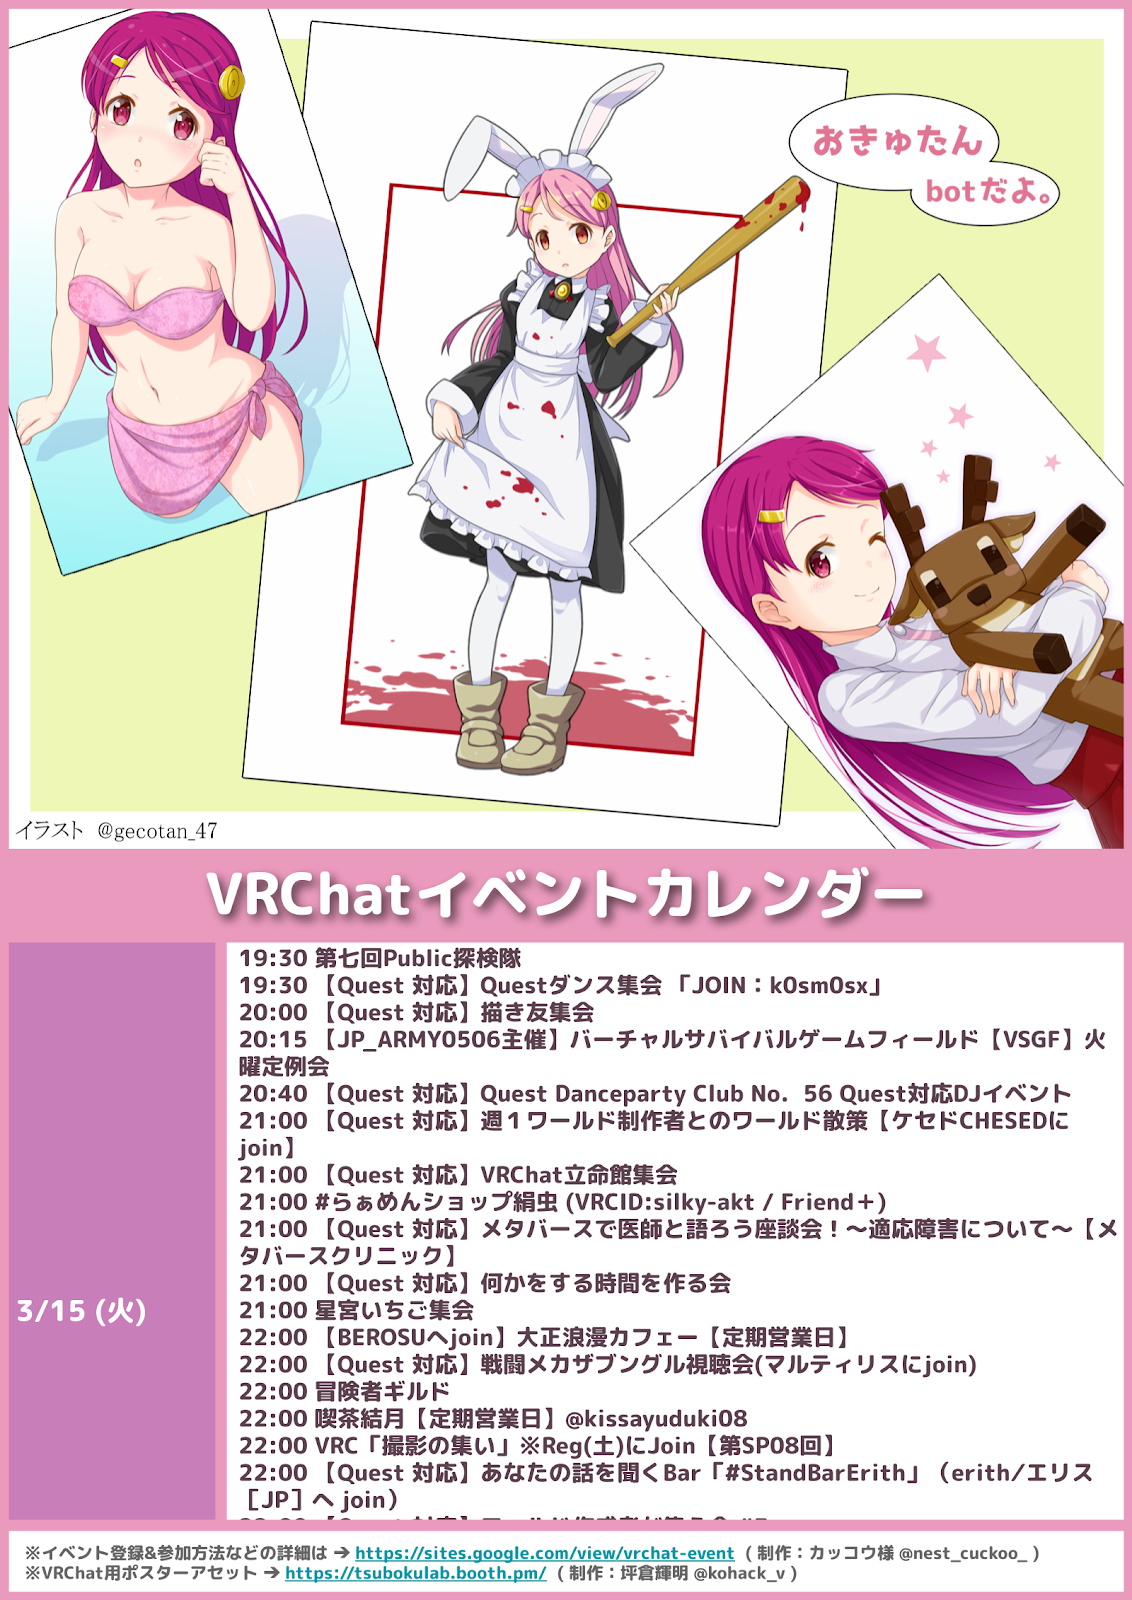 おきゅたん
botだよ。
イラスト @gecotan_47
VRChatイベントカレンダー
3/15 (火)
19:30 第七回Public探検隊
19:30 【Quest 対応】Questダンス集会 「JOIN：k0sm0sx」
20:00 【Quest 対応】描き友集会
20:15 【JP_ARMY0506主催】バーチャルサバイバルゲームフィールド【VSGF】火
曜定例会
20:40 【Quest 対応】Quest Danceparty Club No. 56 Quest対応DJイベント
21:00 【Quest 対応】週１ワールド制作者とのワールド散策【ケセドCHESEDに
join】
21:00 【Quest 対応】VRChat立命館集会
21:00 #らぁめんショップ絹虫 (VRCID:silky-akt / Friend＋)
21:00 【Quest 対応】メタバースで医師と語ろう座談会！～適応障害について～【メ
タバースクリニック】
21:00 【Quest 対応】何かをする時間を作る会
21:00 星宮いちご集会
22:00 【BEROSUへjoin】大正浪漫カフェー【定期営業日】
22:00 【Quest 対応】戦闘メカザブングル視聴会(マルティリスにjoin)
22:00 冒険者ギルド
22:00 喫茶結月【定期営業日】@kissayuduki08
22:00 VRC「撮影の集い」※Reg(土)にJoin【第SP08回】
22:00 【Quest 対応】あなたの話を聞くBar「#StandBarErith」（erith/エリス
［JP］へ join）
※イベント登録&参加方法などの詳細は ➔ https://sites.google.com/view/vrchat-event ( 制作：カッコウ様 @nest_cuckoo_ )
※VRChat用ポスターアセット ➔ https://tsubokulab.booth.pm/ ( 制作：坪倉輝明 @kohack_v )